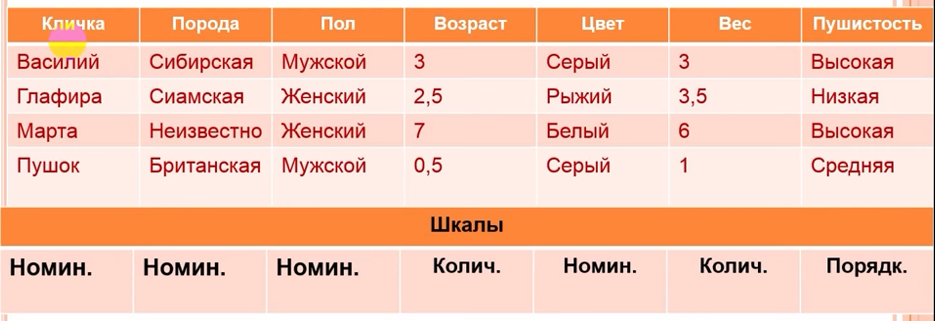 Кличка Порода Пол Возраст Цвет Вес Пушистость
Василий Сибирская Мужской 3 Серый 3 Высокая
Глафира Сиамская Женский 2,5 Рыжий 3,5 Низкая
Марта Неизвестно Женский 7 Белый 6 Высокая
Пушок Британская Мужской 0,5 Серый 1 Средняя
Шкалы
Номин. Номин. Номин. Колич. Номин. Колич. Порядк.